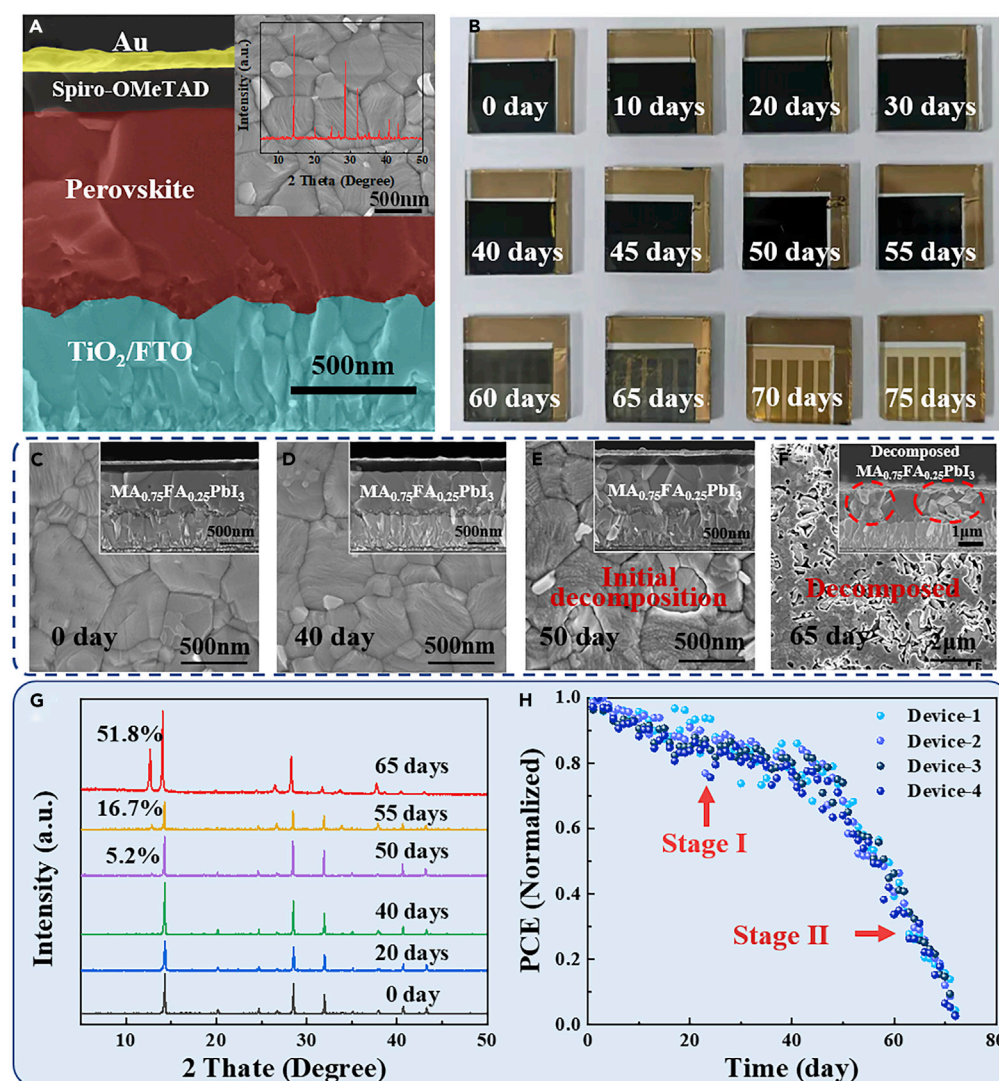 A
Au
Spiro-OMeTAD
Perovskite
TiO₂/FTO
500nm
Intensity (a.u.)
10 20 30 40 50
2 Theta (Degree)
500nm
B
0 day
10 days
20 days
30 days
40 days
45 days
50 days
55 days
60 days
65 days
70 days
75 days
C
MA₀.₇₅FA₀.₂₅PbI₃
500nm
0 day
500nm
D
MA₀.₇₅FA₀.₂₅PbI₃
500nm
40 day
500nm
E
MA₀.₇₅FA₀.₂₅PbI₃
500nm
Initial
decomposition
50 day
500nm
F
Decomposed
MA₀.₇₅FA₀.₂₅PbI₃
1μm
Decomposed
65 day
2μm
G
51.8%
65 days
16.7%
55 days
5.2%
50 days
40 days
20 days
0 day
Intensity (a.u.)
10 20 30 40 50
2 Thate (Degree)
H
1.0
0.8
0.6
0.4
0.2
0.0
PCE (Normalized)
Device-1
Device-2
Device-3
Device-4
Stage I
Stage II
0 20 40 60 80
Time (day)